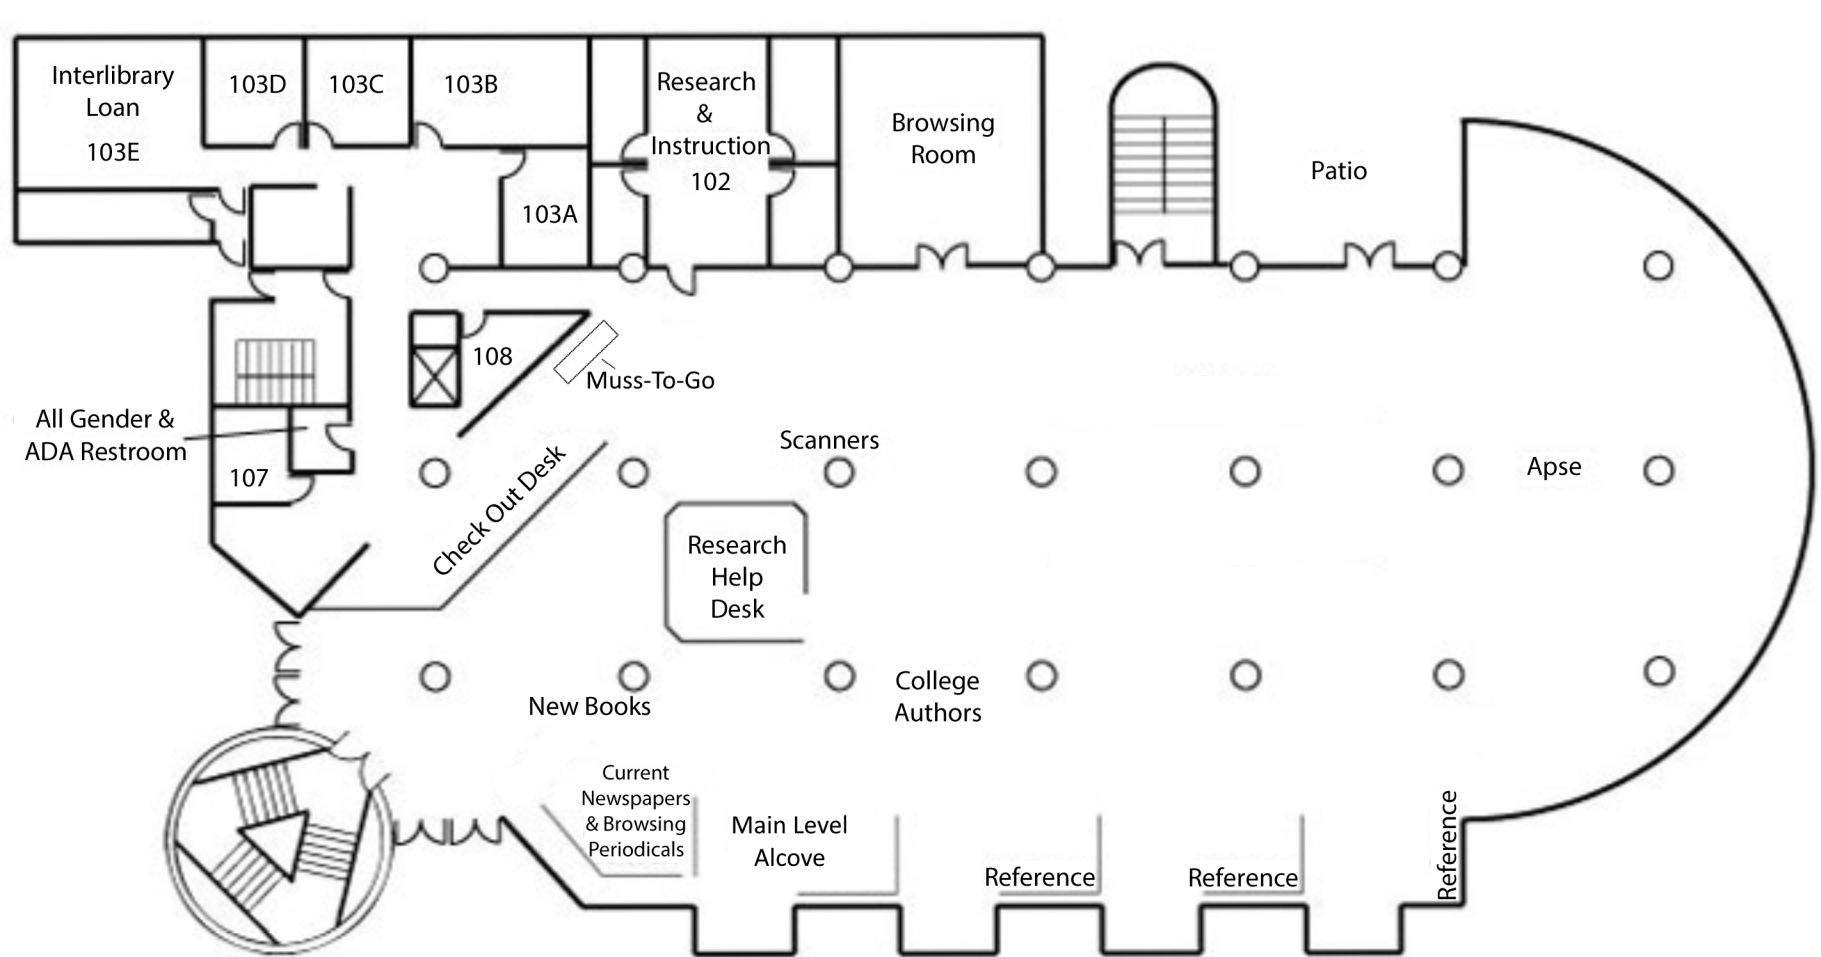 Interlibrary
Loan
103E
103D
103C
103B
103A
Research
&
Instruction
102
Browsing
Room
Patio
108
Muss-To-Go
All Gender &
ADA Restroom
107
Check Out Desk
Scanners
Research
Help
Desk
Apse
New Books
College
Authors
Current
Newspapers
& Browsing
Periodicals
Main Level
Alcove
Reference
Reference
Reference